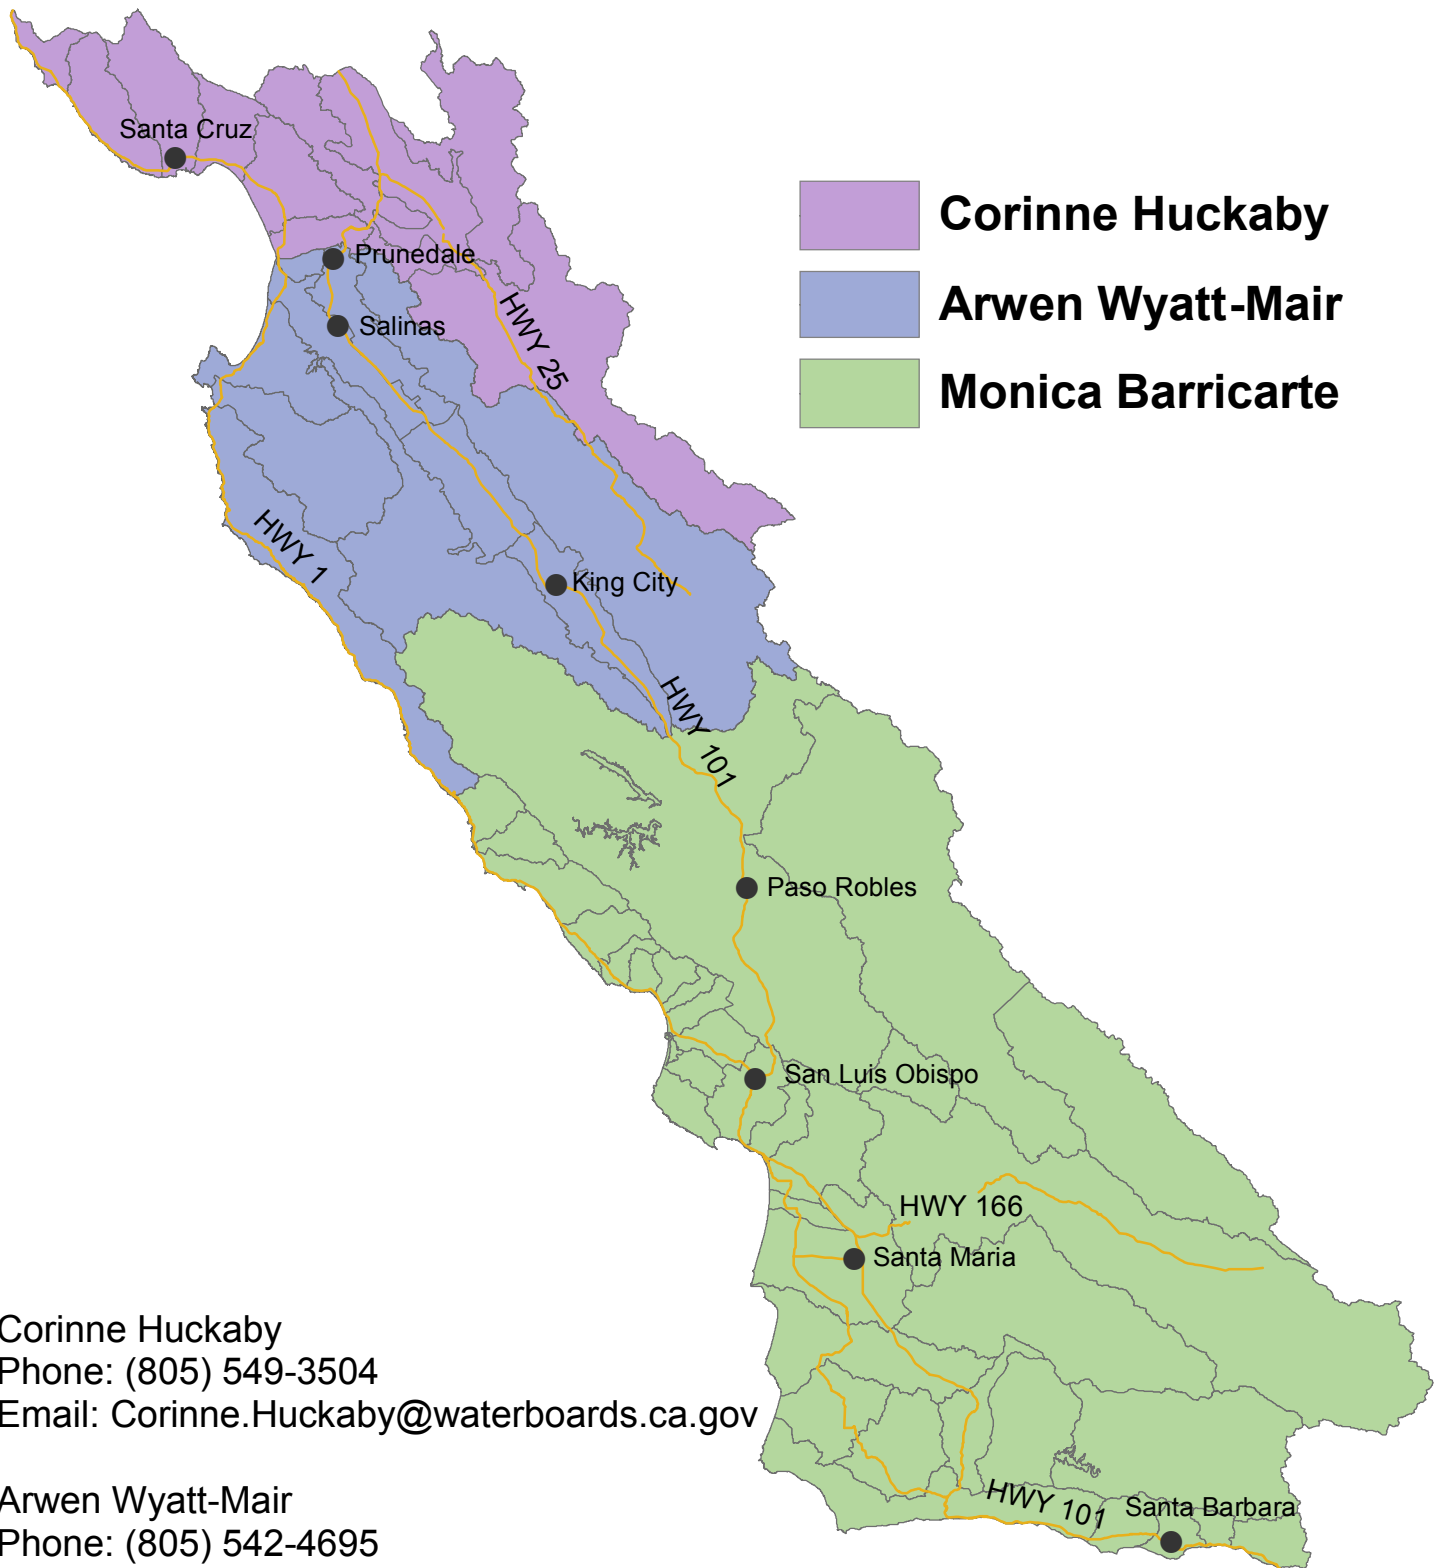 Santa Cruz
Corinne Huckaby
Prunedale
Arwen Wyatt-Mair
Salinas
HWY 25
Monica Barricarte
HWY 1
King City
HWY 101
Paso Robles
San Luis Obispo
HWY 166
Santa Maria
Corinne Huckaby
Phone: (805) 549-3504
Email: Corinne.Huckaby@waterboards.ca.gov
Arwen Wyatt-Mair
Phone: (805) 542-4695
HWY 101
Santa Barbara